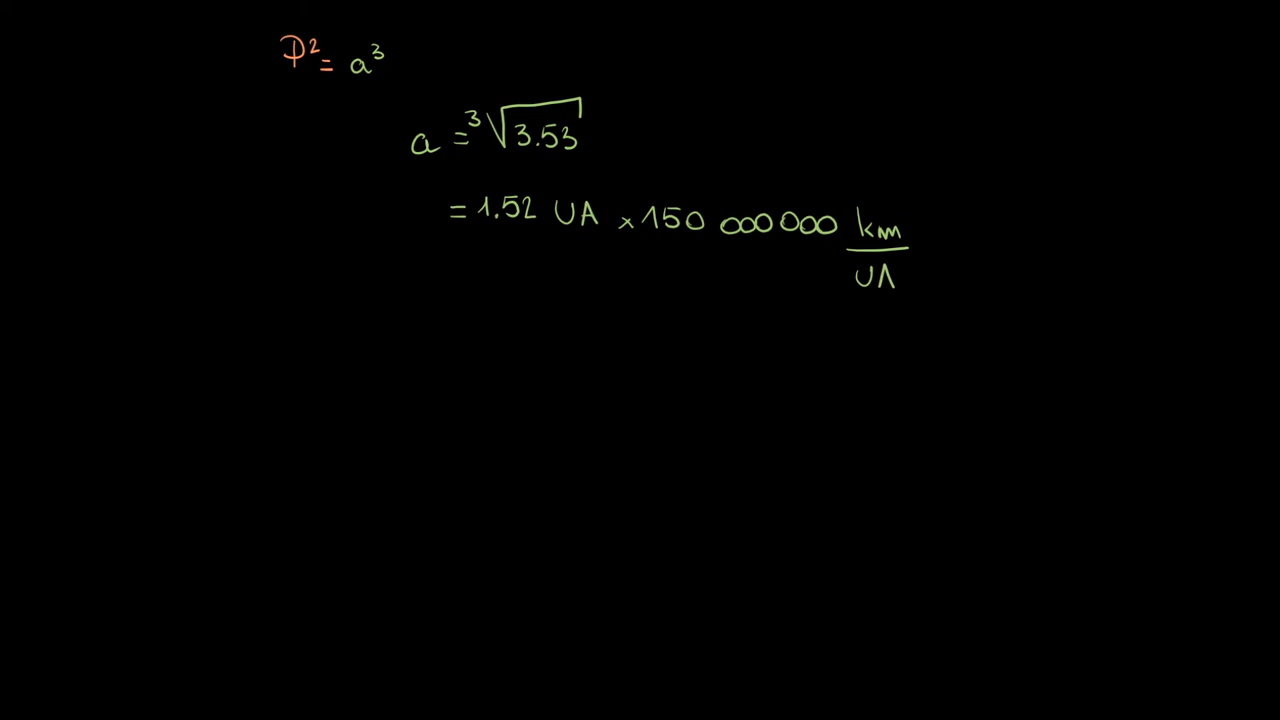 P² = a³
a = ³√3.53
= 1.52 UA × 150 000 000 km/UA